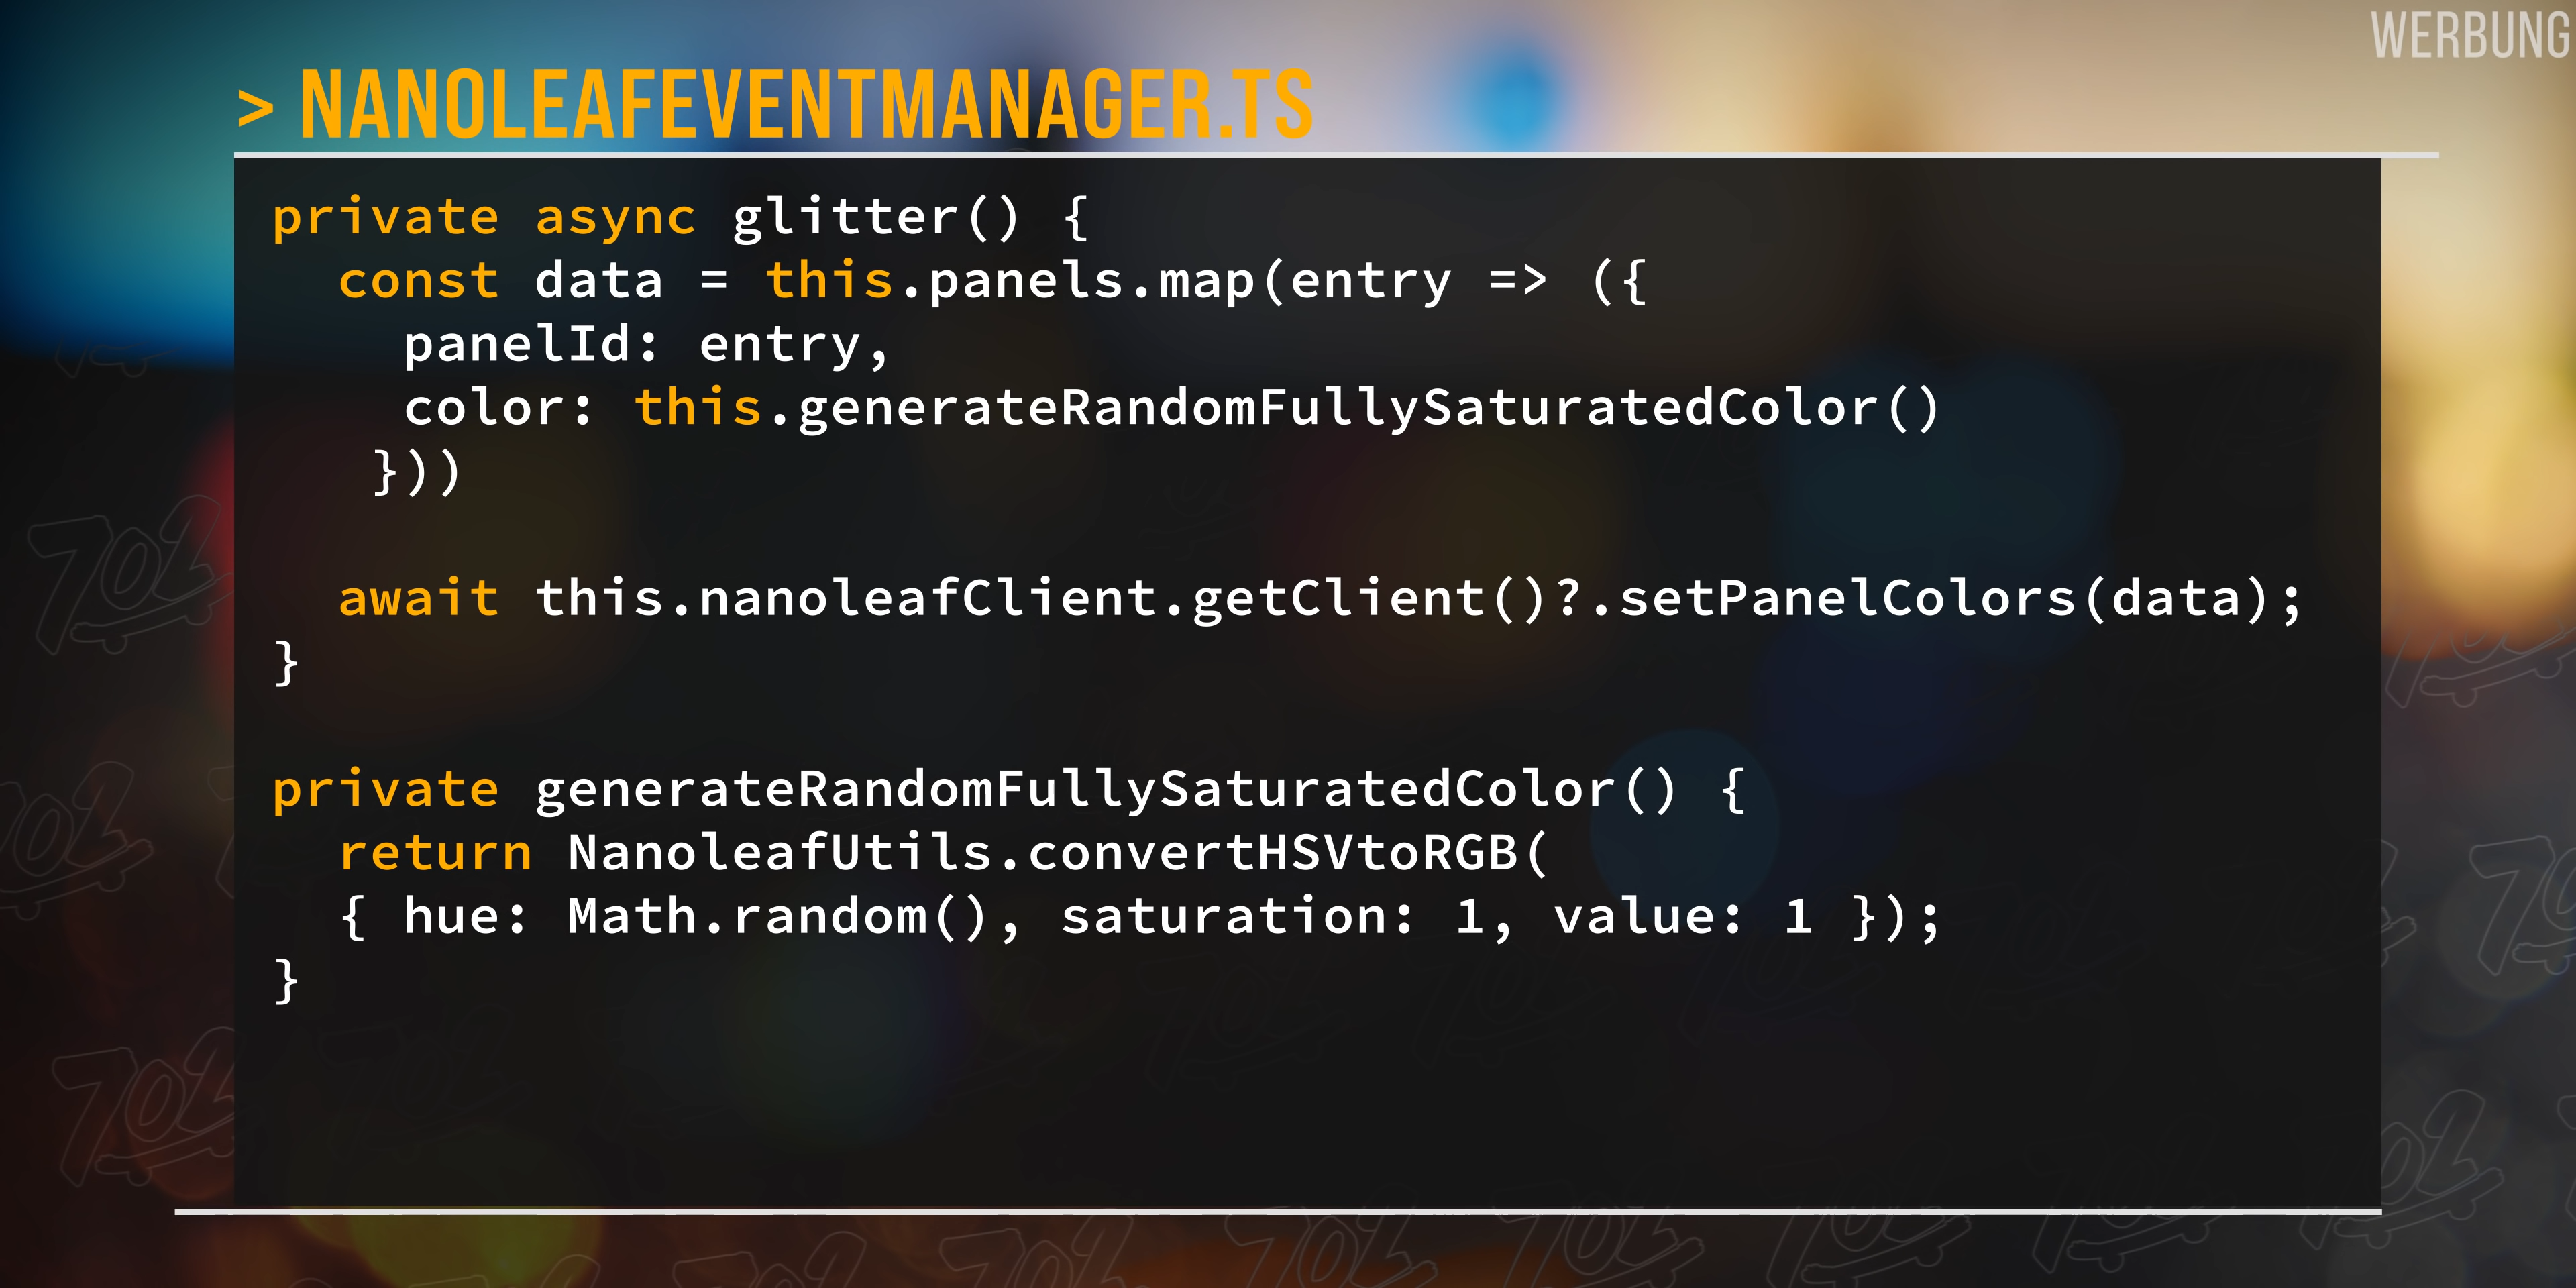 WERBUNG
> NANOLEAFEVENTMANAGER.TS
private async glitter() {
  const data = this.panels.map(entry => ({
    panelId: entry,
    color: this.generateRandomFullySaturatedColor()
   }))
  await this.nanoleafClient.getClient()?.setPanelColors(data);
}
private generateRandomFullySaturatedColor() {
  return NanoleafUtils.convertHSVtoRGB(
  { hue: Math.random(), saturation: 1, value: 1 });
}